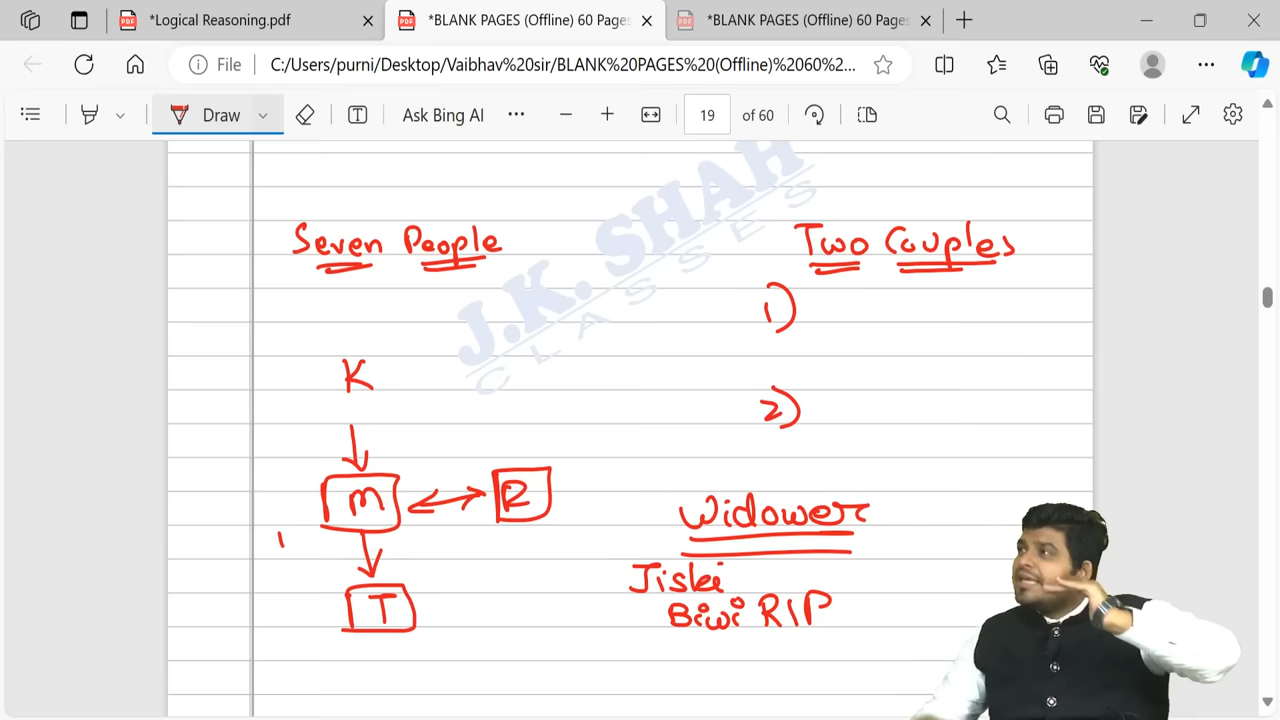 *Logical Reasoning.pdf
*BLANK PAGES (Offline) 60 Pages
*BLANK PAGES (Offline) 60 Pages
File
C:/Users/purni/Desktop/Vaibhav%20sir/BLANK%20PAGES%20(Offline)%2060%2...
Draw
Ask Bing AI
19 of 60
J.K. SHAH
CLASSES
Seven People
Two Couples
1)
K
2)
M
R
Widower
Jiski
T
Biwi RIP